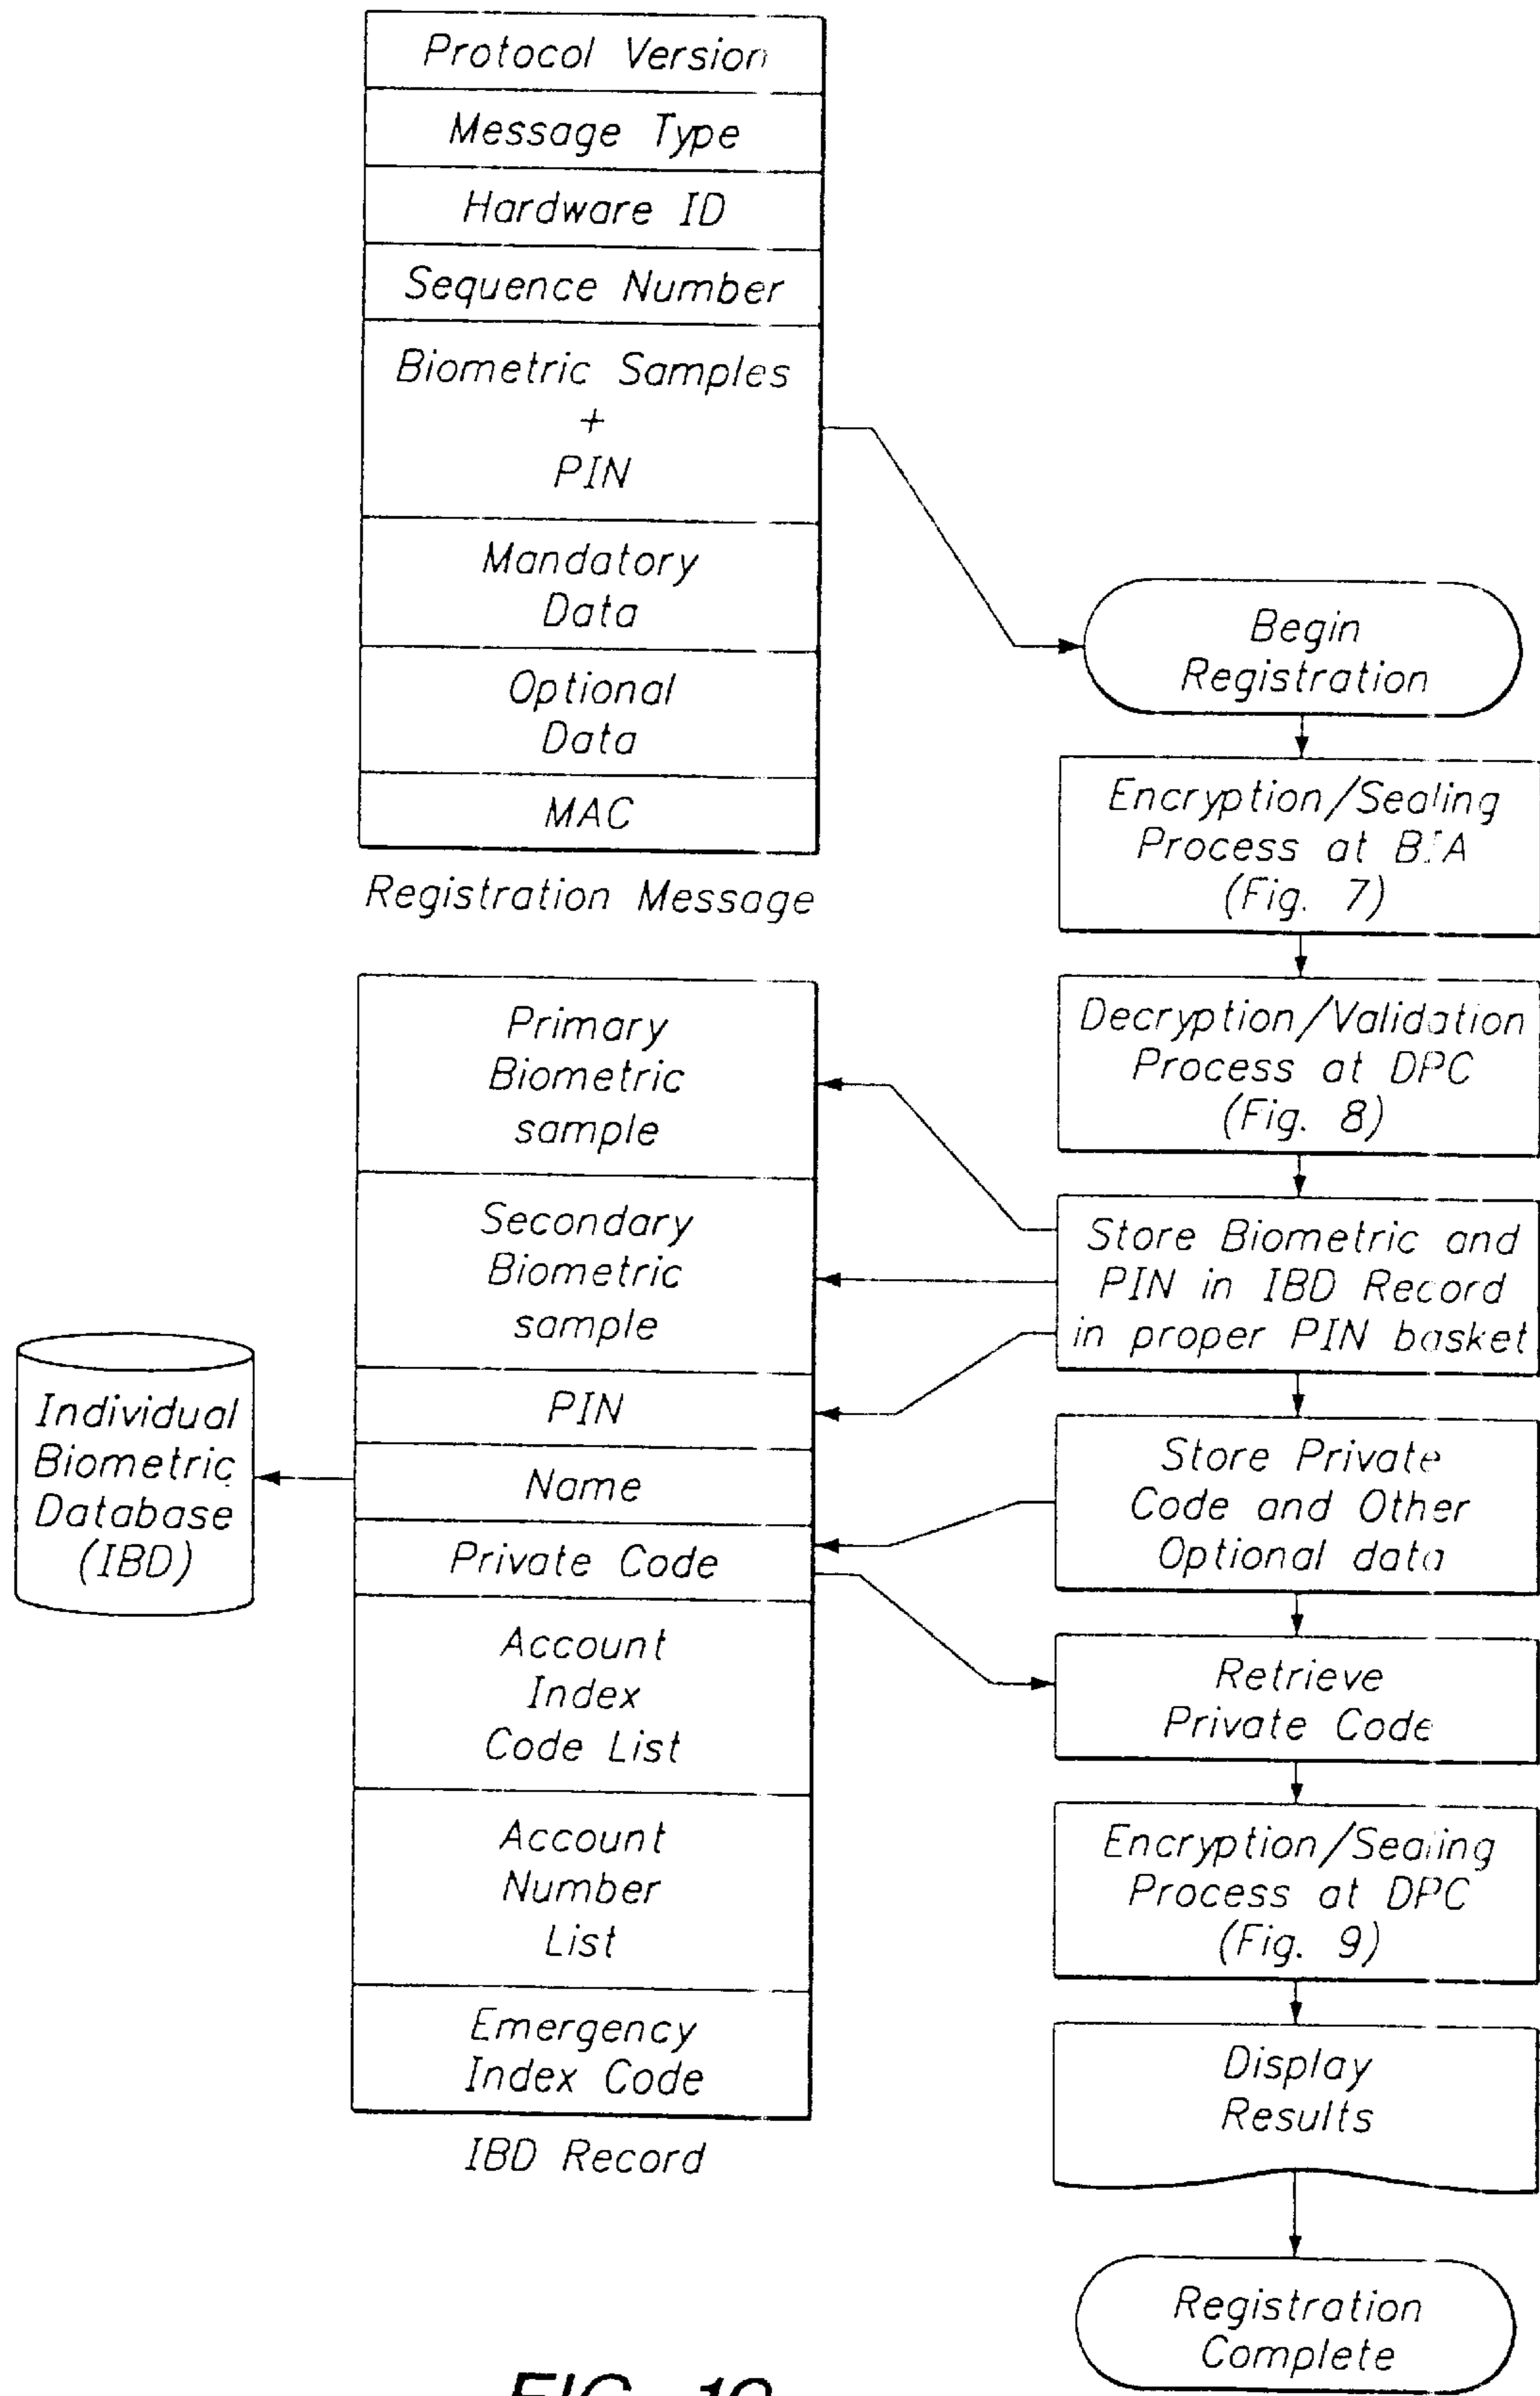 Protocol Version
Message Type
Hardware ID
Sequence Number
Biometric Samples
+
PIN
Mandatory
Data
Optional
Data
MAC
Registration Message
Begin
Registration
Encryption/Sealing
Process at BIA
(Fig. 7)
Decryption/Validation
Process at DPC
(Fig. 8)
Store Biometric and
PIN in IBD Record
in proper PIN basket
Store Private
Code and Other
Optional data
Retrieve
Private Code
Encryption/Sealing
Process at DPC
(Fig. 9)
Display
Results
Registration
Complete
Primary
Biometric
sample
Secondary
Biometric
sample
PIN
Name
Private Code
Account
Index
Code List
Account
Number
List
Emergency
Index Code
IBD Record
Individual
Biometric
Database
(IBD)